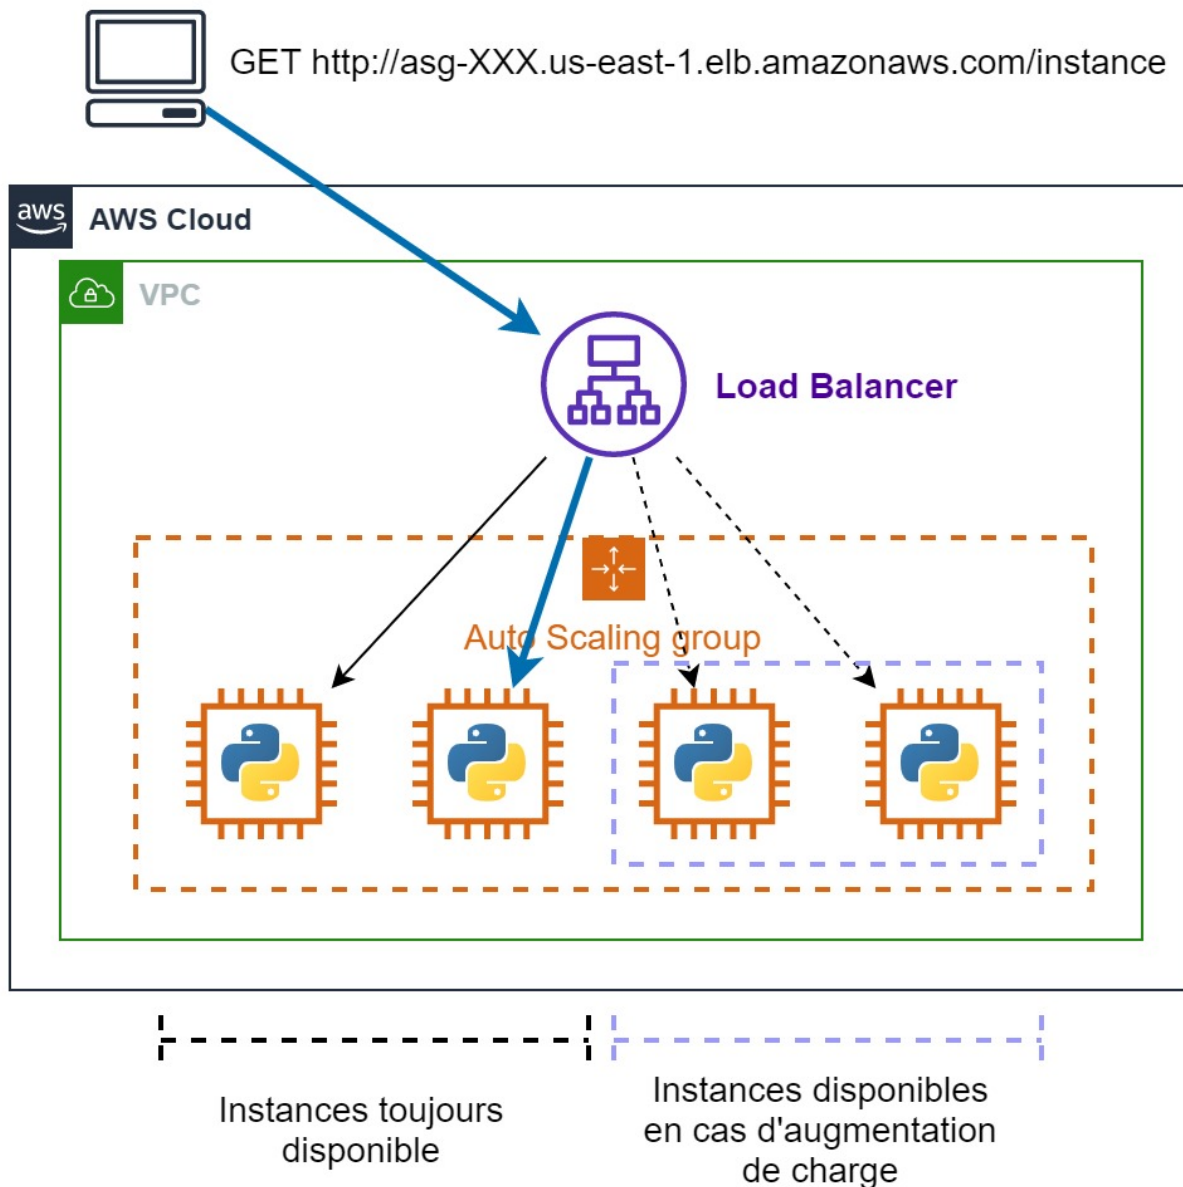 GET http://asg-XXX.us-east-1.elb.amazonaws.com/instance
aws
AWS Cloud
VPC
Load Balancer
Auto Scaling group
Instances toujours
disponible
Instances disponibles
en cas d'augmentation
de charge